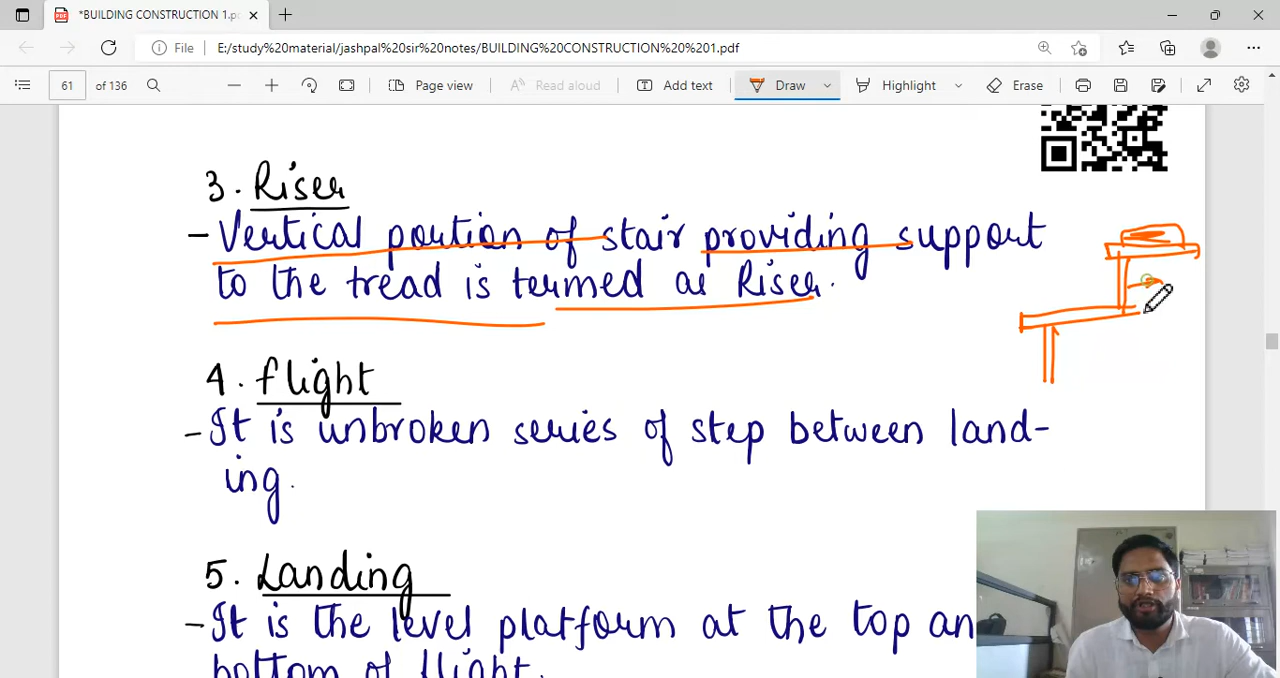 *BUILDING CONSTRUCTION 1.p
File
E:/study%20material/jashpal%20sir%20notes/BUILDING%20CONSTRUCTION%20%201.pdf
61 of 136
Page view
Read aloud
Add text
Draw
Highlight
Erase
3. Riser
- Vertical portion of stair providing support
to the tread is termed as Riser.
4. flight
- It is unbroken series of step between land-
ing.
5. Landing
- It is the level platform at the top an
bottom of flight.